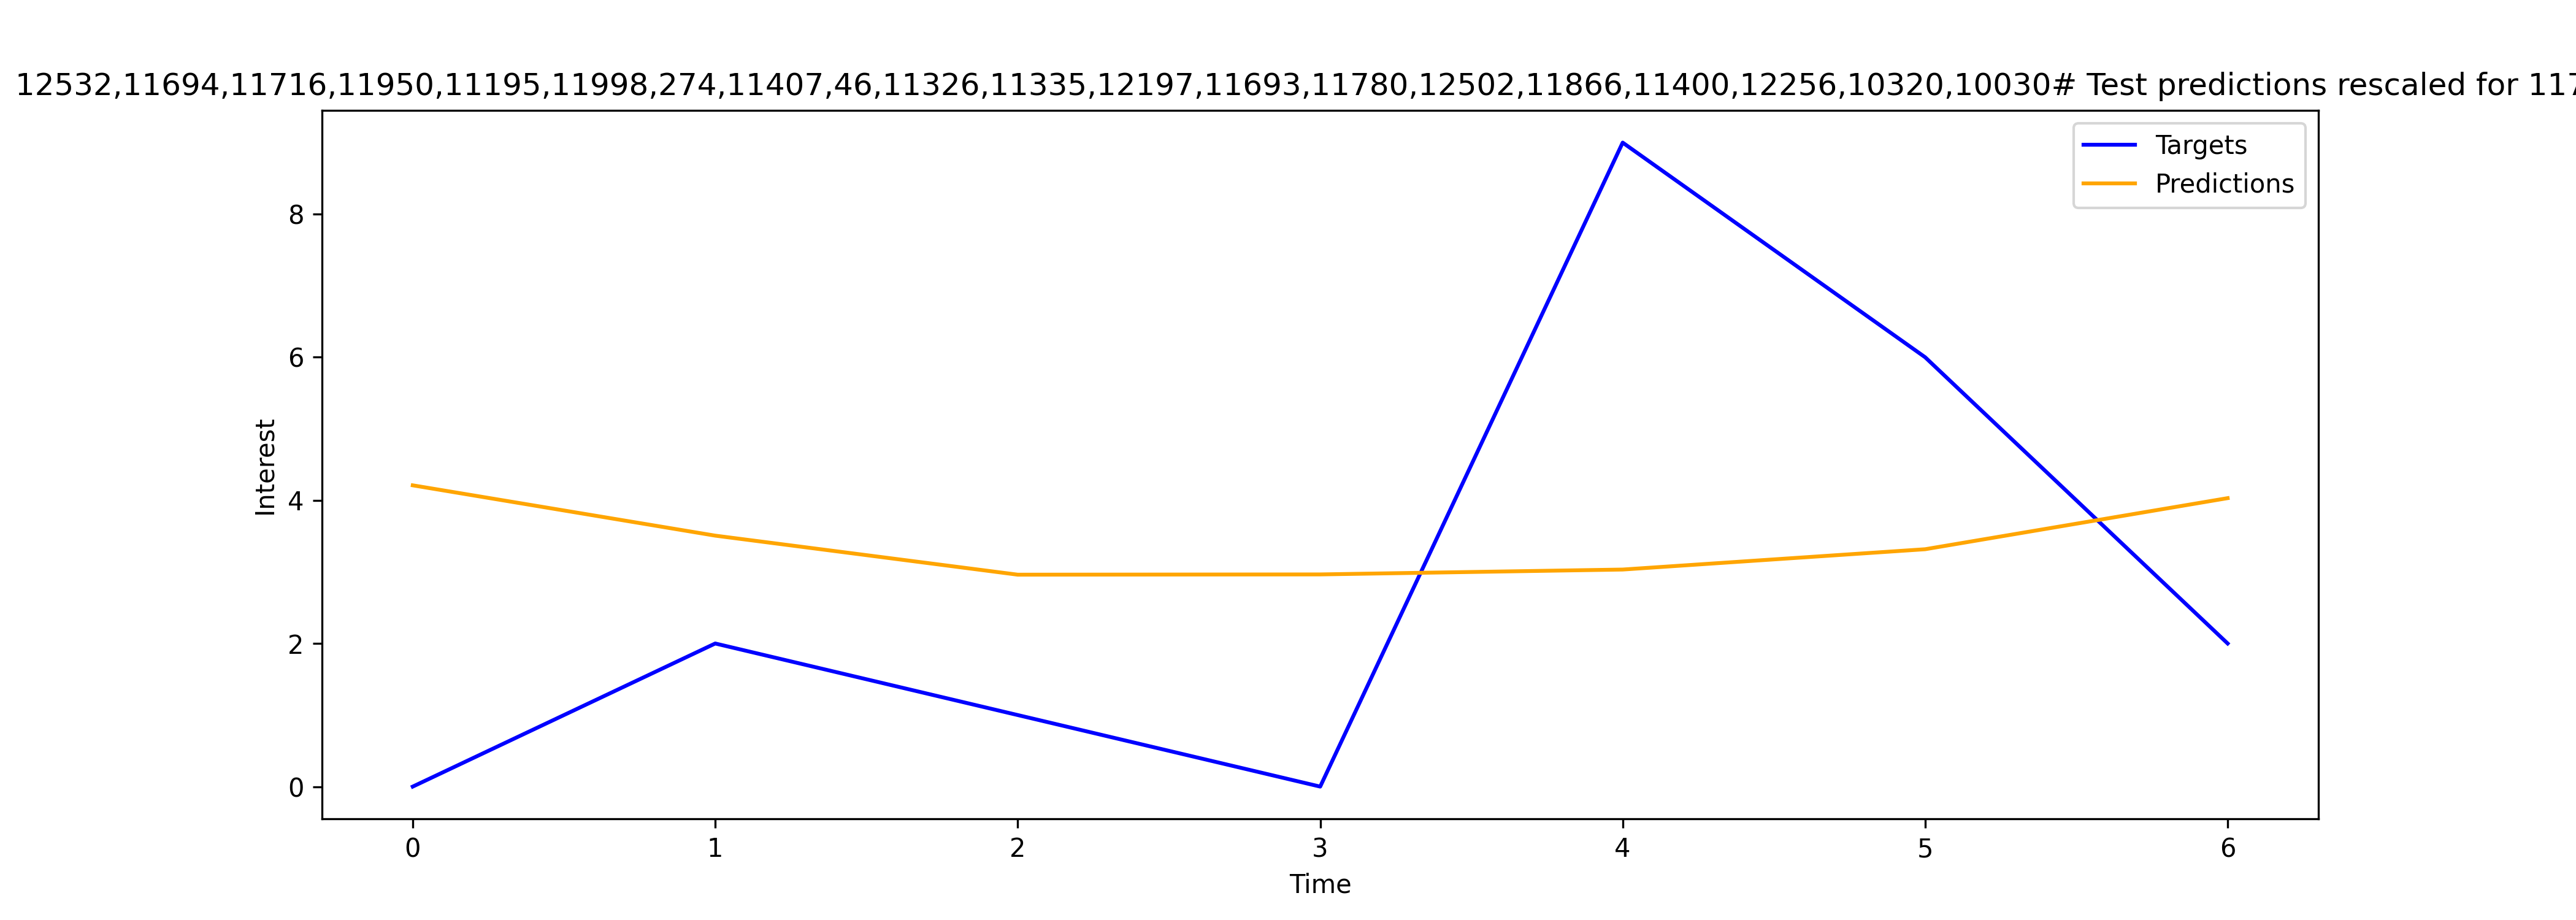 12532,11694,11716,11950,11195,11998,274,11407,46,11326,11335,12197,11693,11780,12502,11866,11400,12256,10320,10030# Test predictions rescaled for 117
Targets
Predictions
8
6
4
2
0
Interest
0 1 2 3 4 5 6
Time